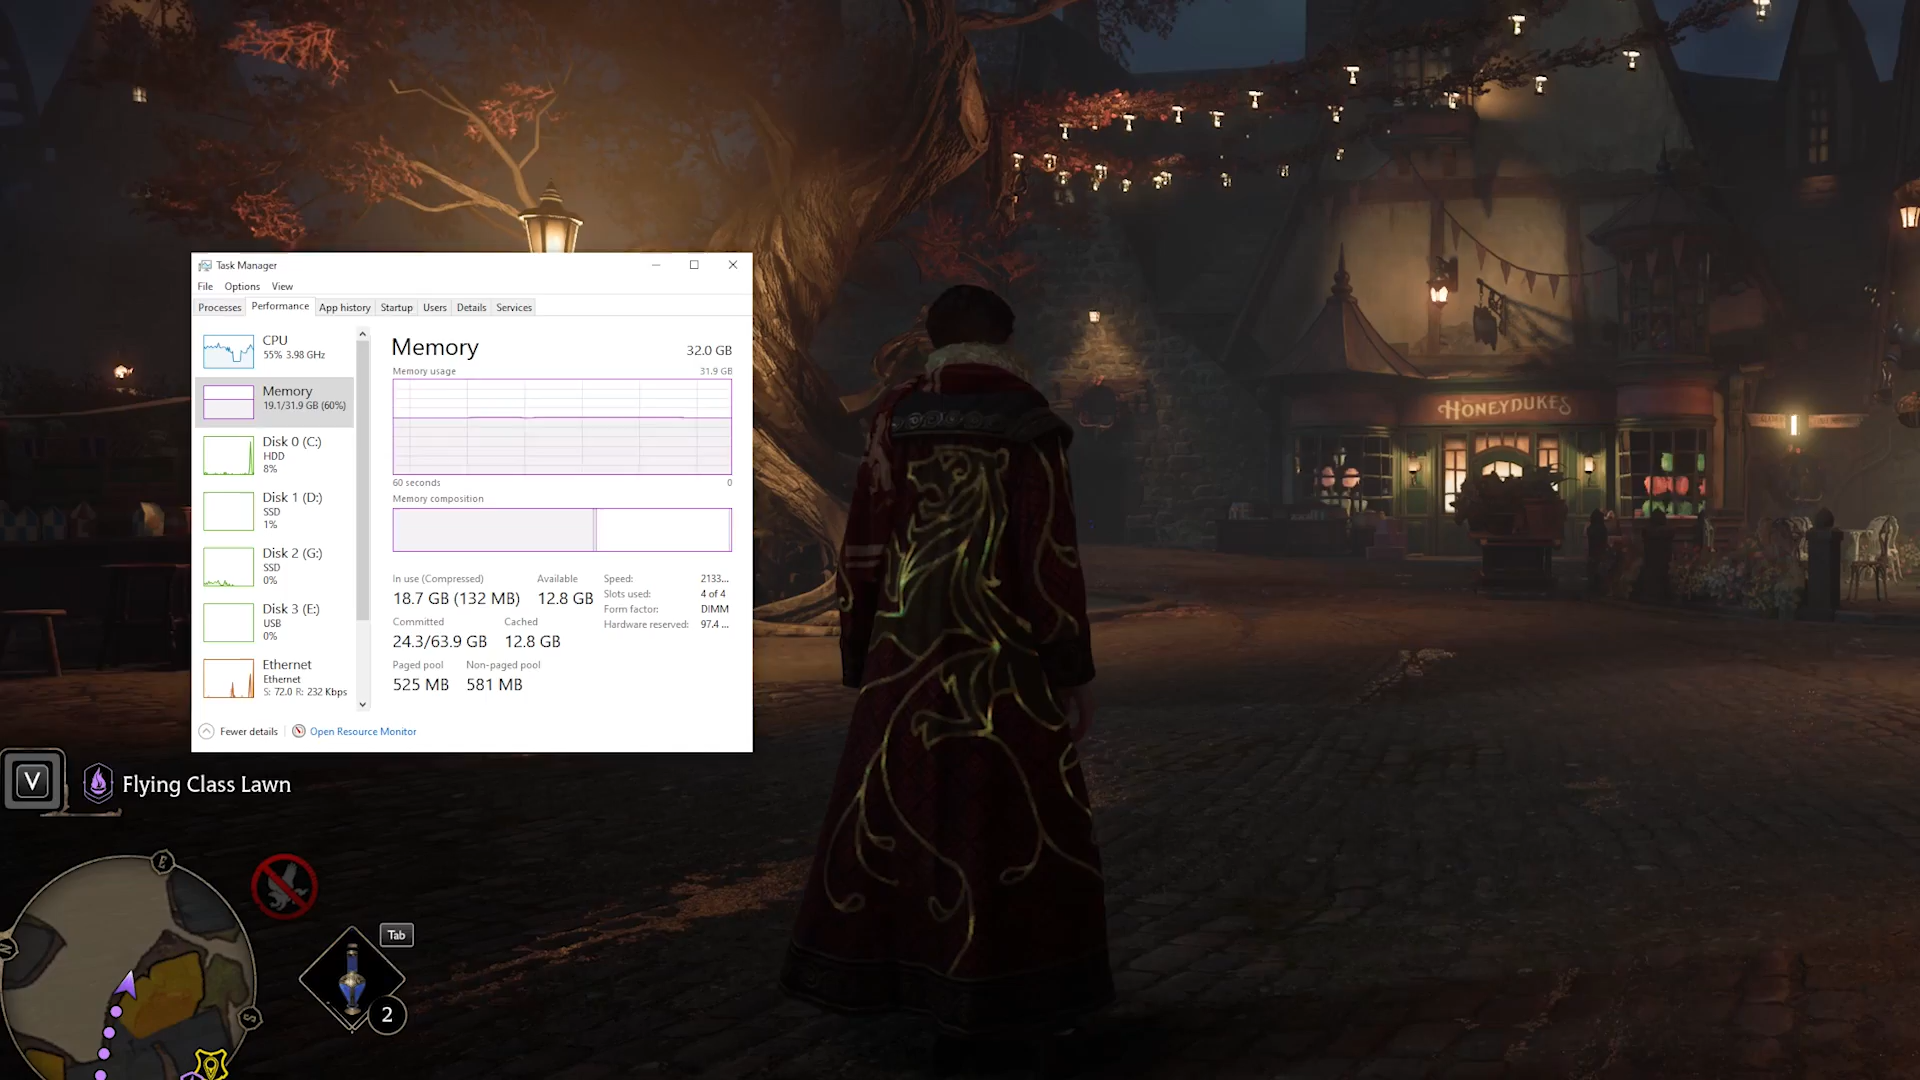 Task Manager
File Options View
Processes Performance App history Startup Users Details Services
CPU
55% 3.98 GHz
Memory
19.1/31.9 GB (60%)
Disk 0 (C:)
HDD
8%
Disk 1 (D:)
SSD
1%
Disk 2 (G:)
SSD
0%
Disk 3 (E:)
USB
0%
Ethernet
Ethernet
S: 72.0 R: 232 Kbps
Memory 32.0 GB
Memory usage 31.9 GB
60 seconds 0
Memory composition
In use (Compressed) Available
18.7 GB (132 MB) 12.8 GB
Committed Cached
24.3/63.9 GB 12.8 GB
Paged pool Non-paged pool
525 MB 581 MB
Speed: 2133...
Slots used: 4 of 4
Form factor: DIMM
Hardware reserved: 97.4 ...
Fewer details Open Resource Monitor
HONEYDUKES
V Flying Class Lawn
E
N
S
Tab
2